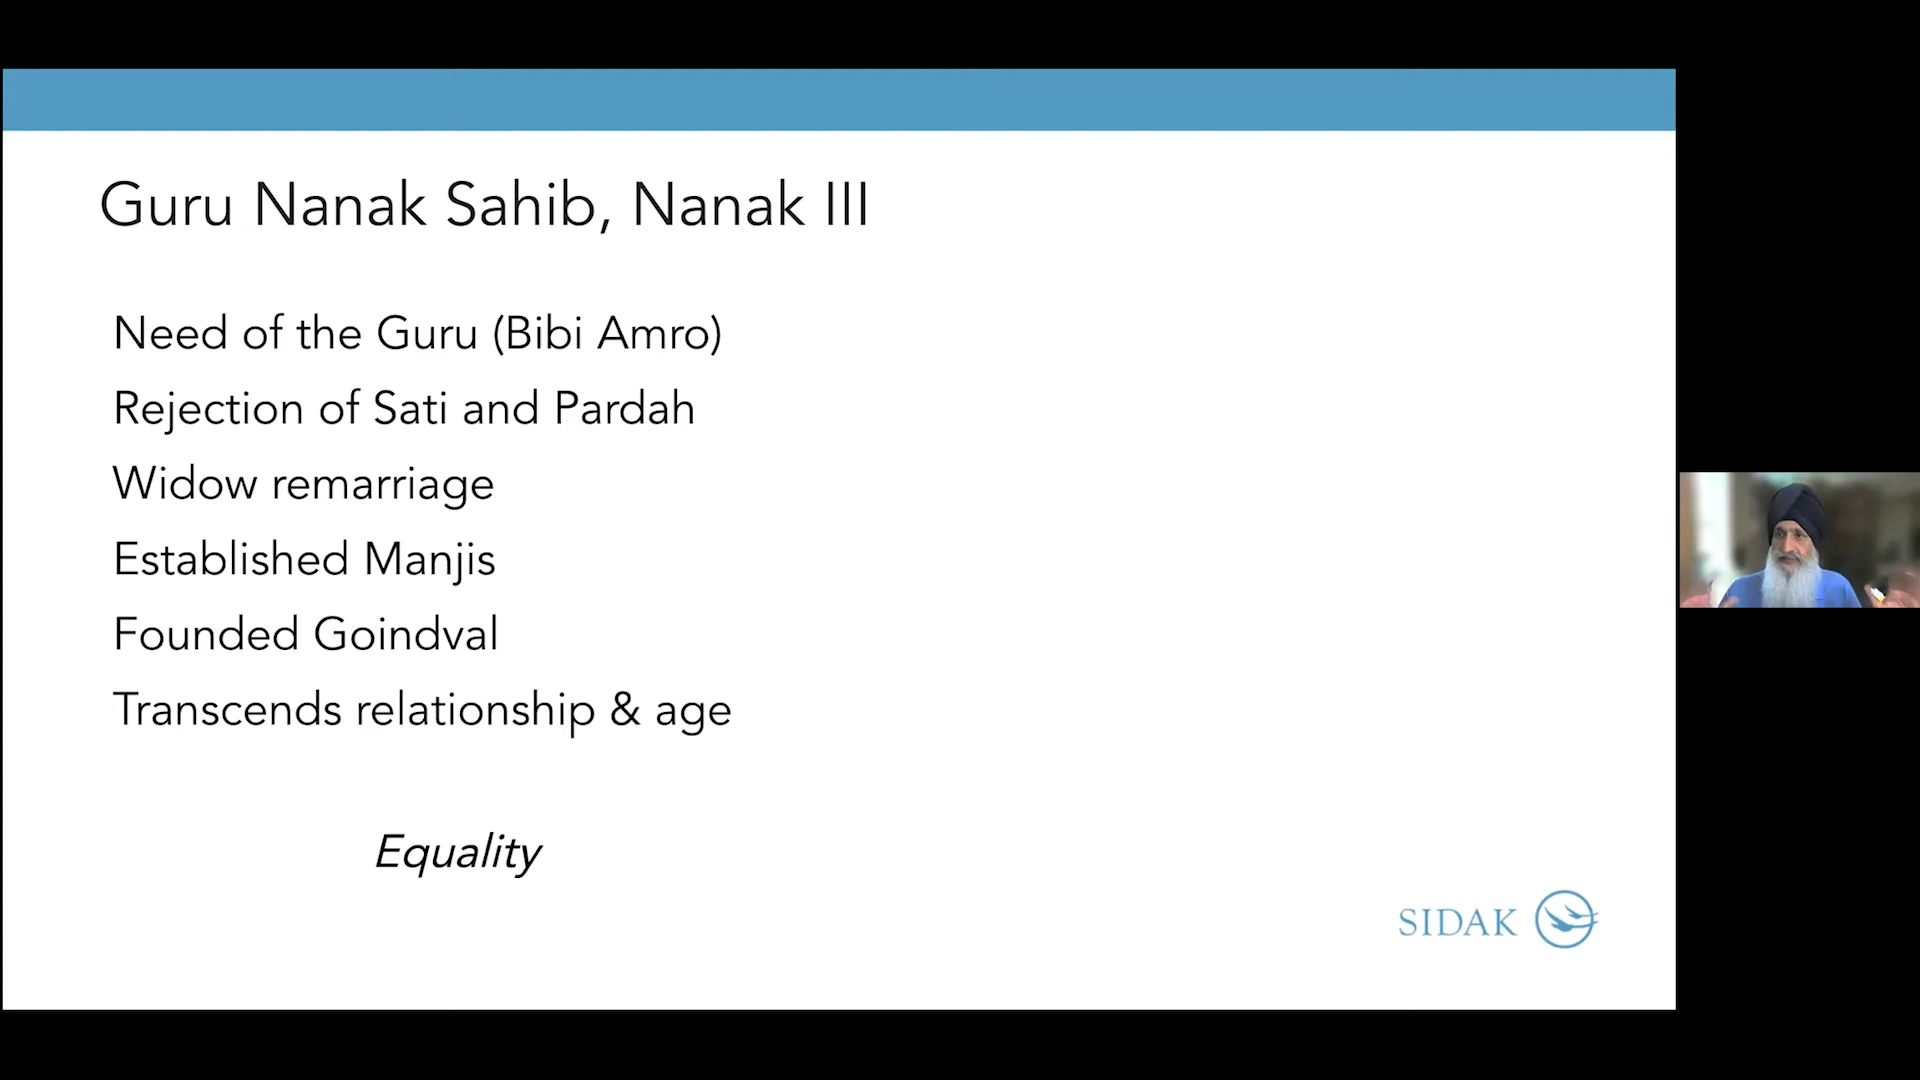 Guru Nanak Sahib, Nanak III
Need of the Guru (Bibi Amro)
Rejection of Sati and Pardah
Widow remarriage
Established Manjis
Founded Goindval
Transcends relationship & age
Equality
SIDAK